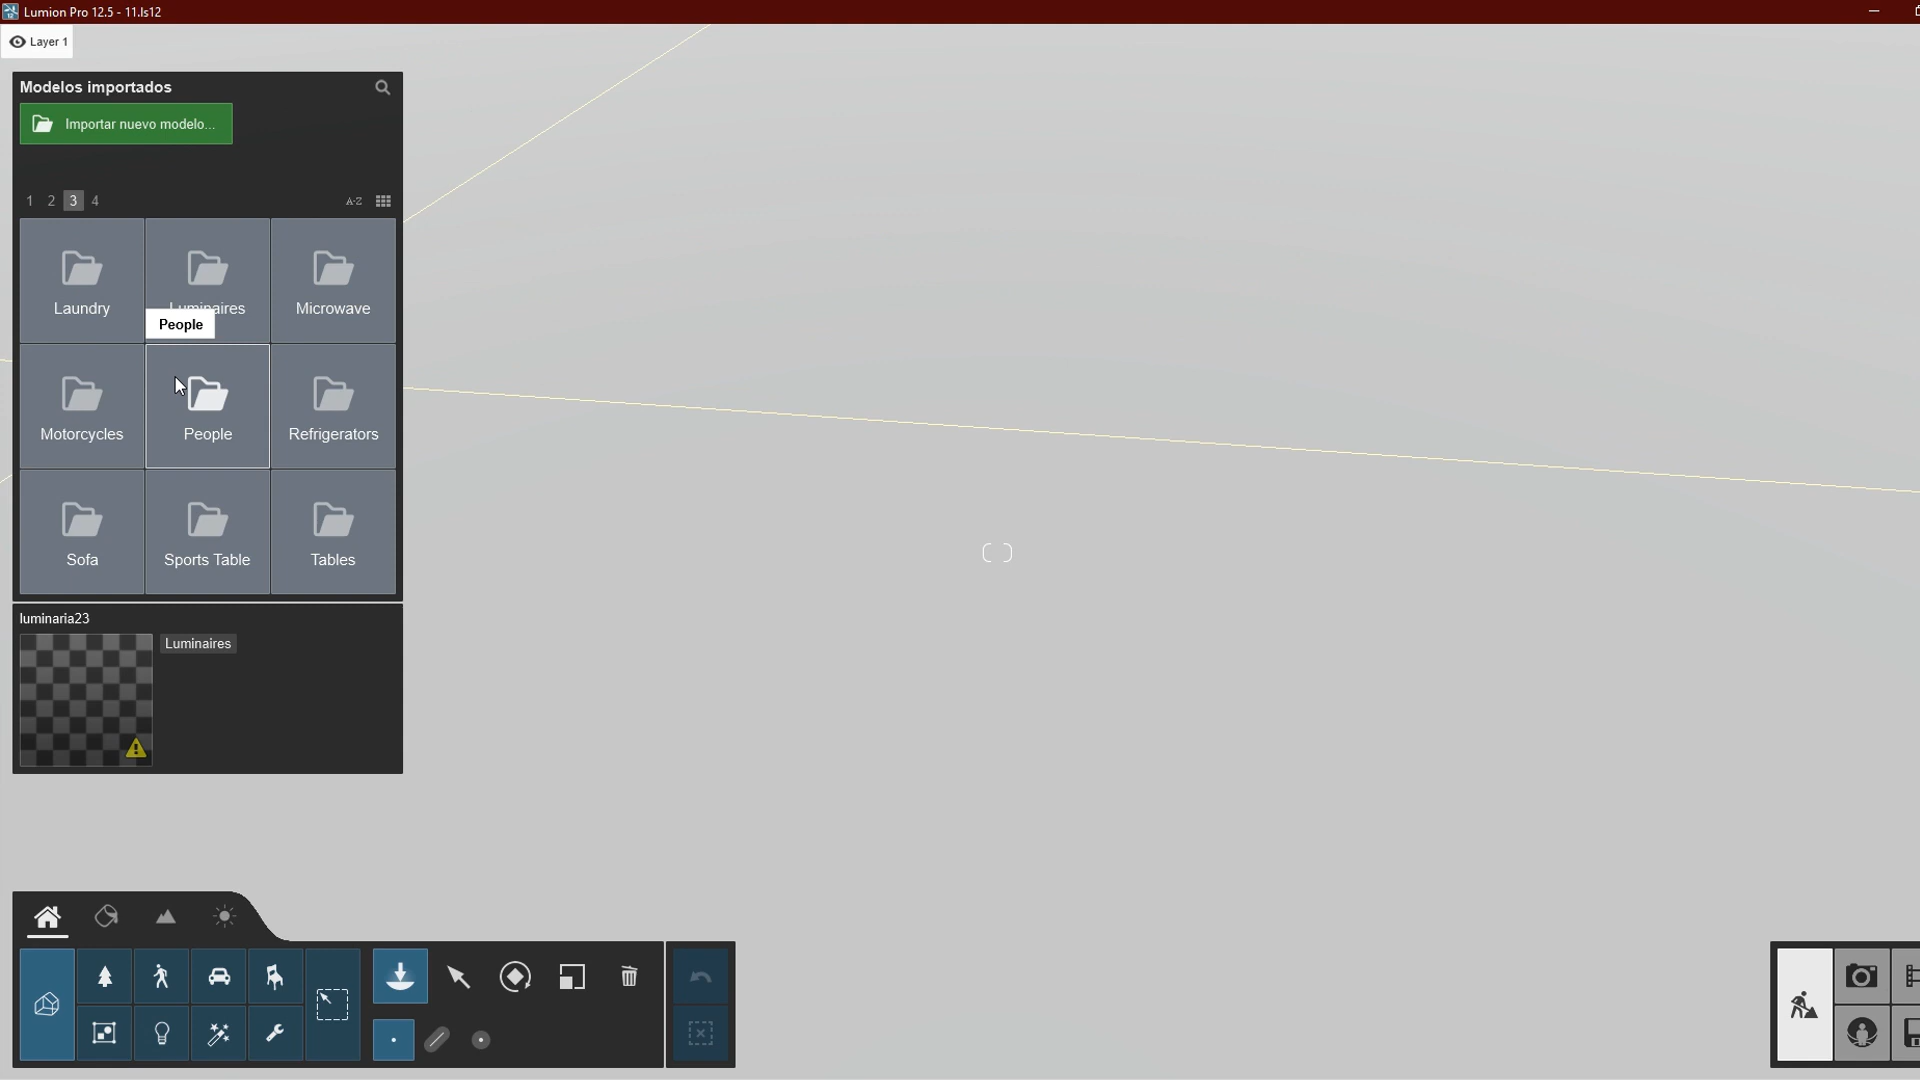 Lumion Pro 12.5 - 11.ls12
Layer 1
Modelos importados
Importar nuevo modelo...
1 2 3 4
A-Z
Laundry
Luminaires
Microwave
People
Motorcycles
People
Refrigerators
Sofa
Sports Table
Tables
luminaria23
Luminaires